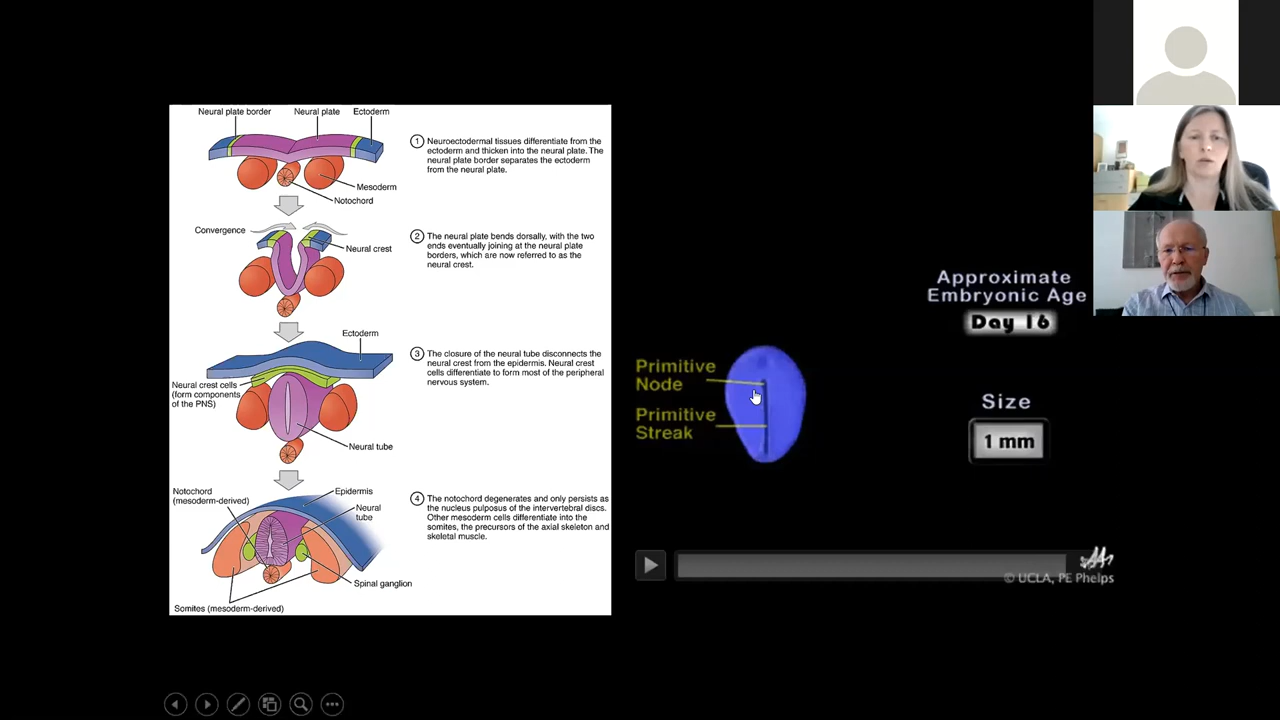 Neural plate border
Neural plate
Ectoderm
Mesoderm
Notochord
1 Neuroectodermal tissues differentiate from the
ectoderm and thicken into the neural plate. The
neural plate border separates the ectoderm
from the neural plate.
Convergence
Neural crest
2 The neural plate bends dorsally, with the two
ends eventually joining at the neural plate
borders, which are now referred to as the
neural crest.
Ectoderm
Neural crest cells
(form components
of the PNS)
Neural tube
3 The closure of the neural tube disconnects the
neural crest from the epidermis. Neural crest
cells differentiate to form most of the peripheral
nervous system.
Notochord
(mesoderm-derived)
Epidermis
Neural
tube
Spinal ganglion
Somites (mesoderm-derived)
4 The notochord degenerates and only persists as
the nucleus pulposus of the intervertebral discs.
Other mesoderm cells differentiate into the
somites, the precursors of the axial skeleton and
skeletal muscle.
Primitive
Node
Primitive
Streak
Approximate
Embryonic Age
Day 16
Size
1 mm
© UCLA, PE Phelps